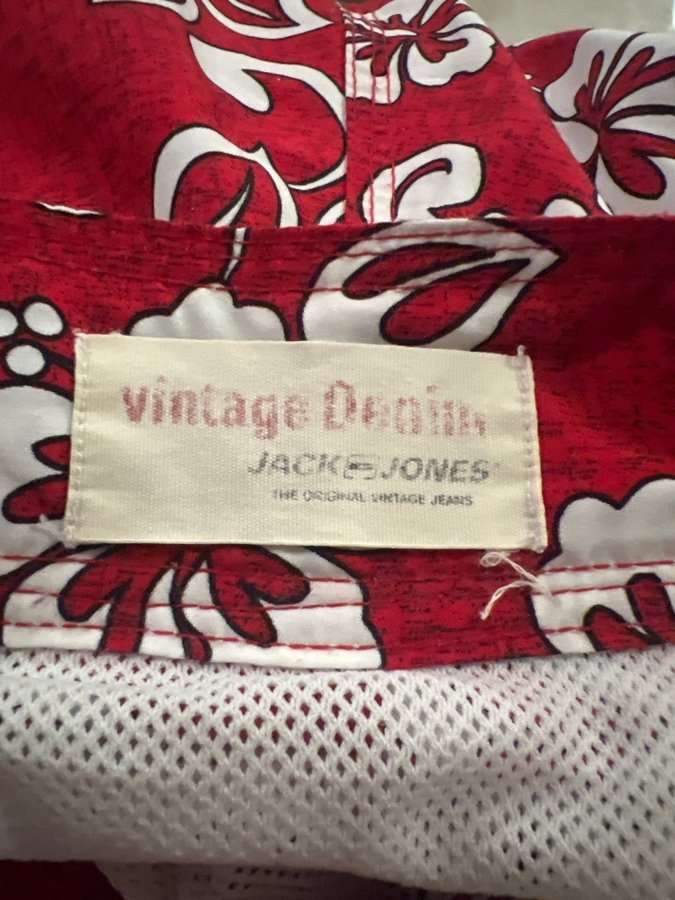 vintage Denim
JACK & JONES
THE ORIGINAL VINTAGE JEANS